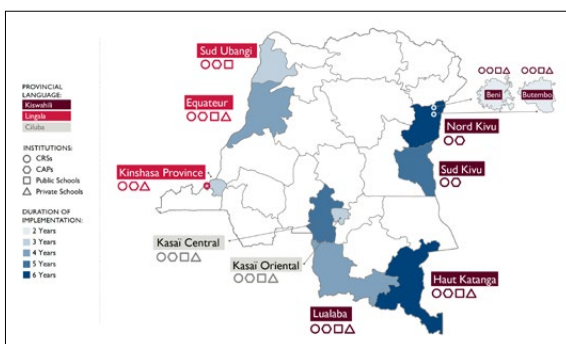 Sud Ubangi
Equateur
Kinshasa Province
Kasaï Central
Kasaï Oriental
Lualaba
Haut Katanga
Sud Kivu
Nord Kivu
Beni
Butembo
PROVINCIAL
LANGUAGE:
Kiswahili
Lingala
Ciluba
INSTITUTIONS:
CRSs
CAPs
Public Schools
Private Schools
DURATION OF
IMPLEMENTATION:
2 Years
3 Years
4 Years
5 Years
6 Years